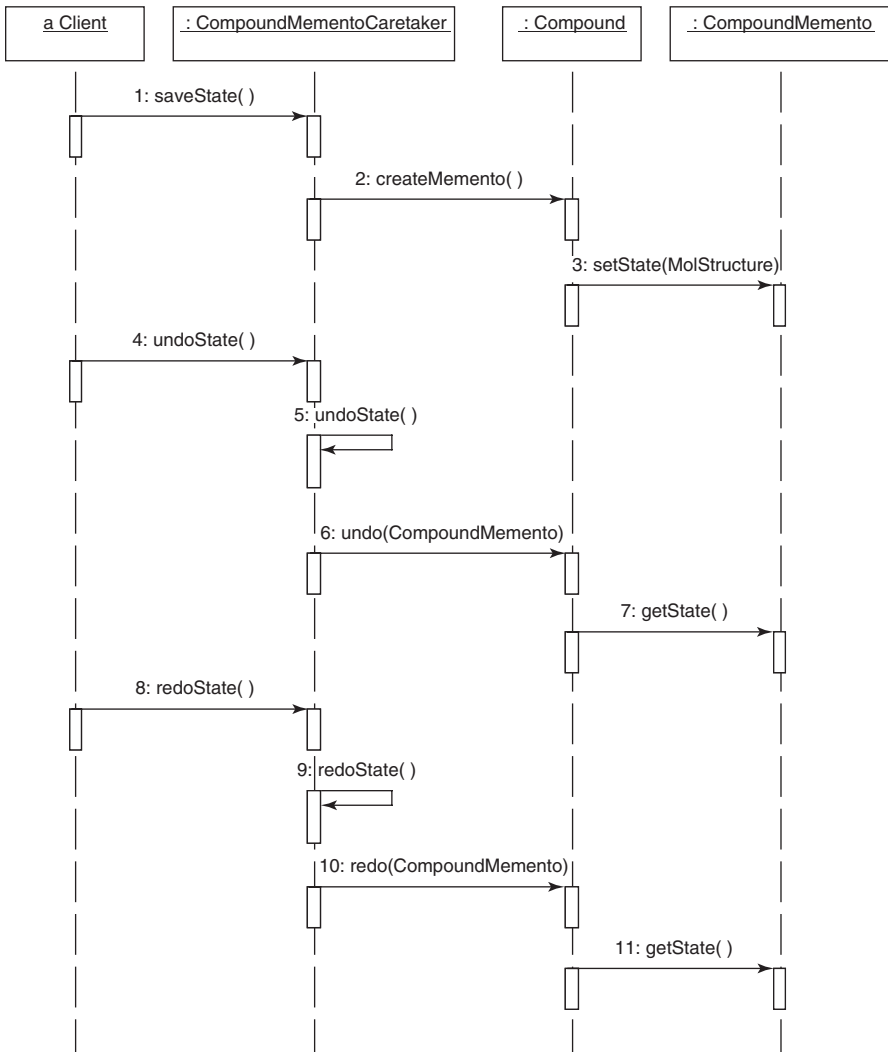 a Client
: CompoundMementoCaretaker
: Compound
: CompoundMemento
1: saveState( )
2: createMemento( )
3: setState(MolStructure)
4: undoState( )
5: undoState( )
6: undo(CompoundMemento)
7: getState( )
8: redoState( )
9: redoState( )
10: redo(CompoundMemento)
11: getState( )